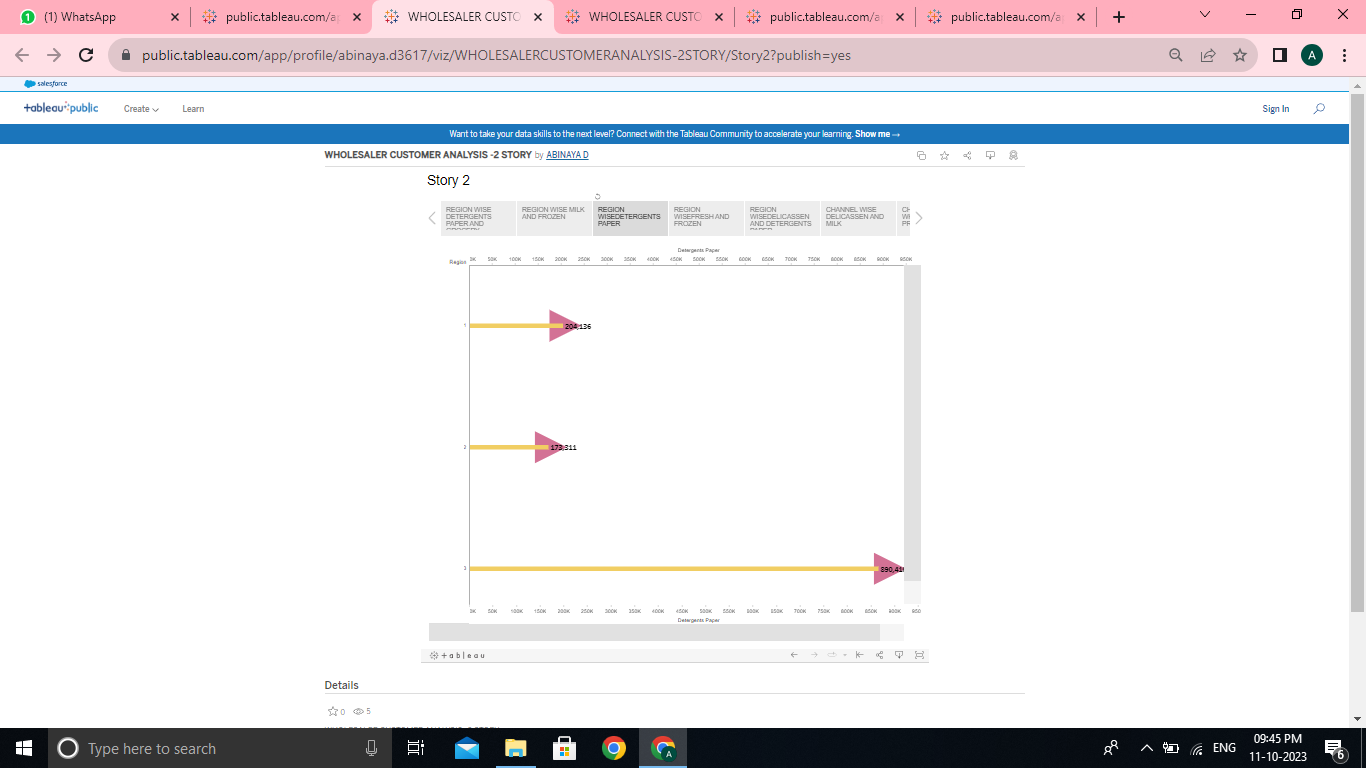 (1) WhatsApp
public.tableau.com/a
WHOLESALER CUSTO
WHOLESALER CUSTO
public.tableau.com/a
public.tableau.com/a
public.tableau.com/app/profile/abinaya.d3617/viz/WHOLESALERCUSTOMERANALYSIS-2STORY/Story2?publish=yes
A
salesforce
+ableau public
Create
Learn
Sign In
Want to take your data skills to the next level? Connect with the Tableau Community to accelerate your learning. Show me →
WHOLESALER CUSTOMER ANALYSIS -2 STORY by ABINAYA D
Story 2
REGION WISE
DETERGENTS
PAPER AND
GROCERY
REGION WISE MILK
AND FROZEN
REGION
WISEDETERGENTS
PAPER
REGION
WISEFRESH AND
FROZEN
REGION
WISEDELICASSEN
AND DETERGENTS
PAPER
CHANNEL WISE
DELICASSEN AND
MILK
CH
W
PR
Detergents Paper
Region
0K 50K 100K 150K 200K 250K 300K 350K 400K 450K 500K 550K 600K 650K 700K 750K 800K 850K 900K 950K
1
204,136
2
173,311
3
890,41
0K 50K 100K 150K 200K 250K 300K 350K 400K 450K 500K 550K 600K 650K 700K 750K 800K 850K 900K 950
Detergents Paper
+ableau
Details
0
5
Type here to search
ENG
09:45 PM
11-10-2023
6